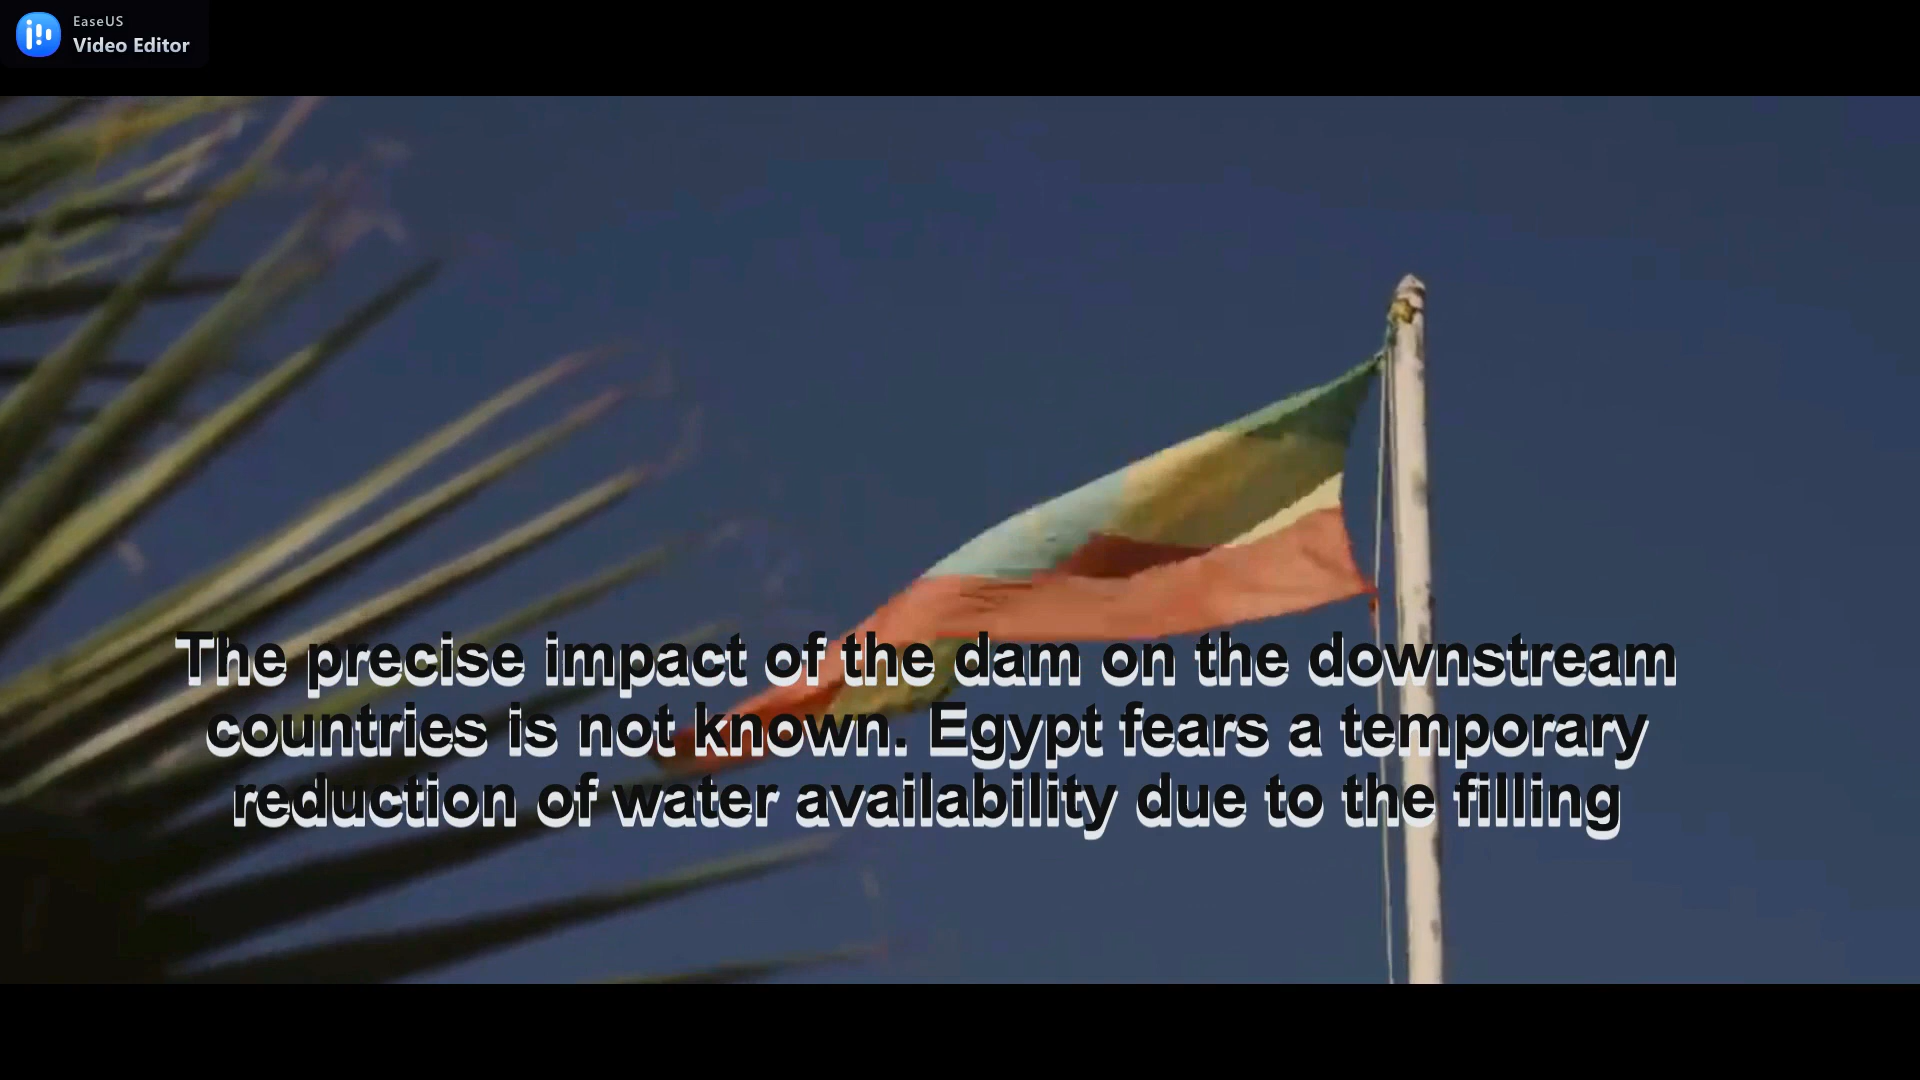 EaseUS
Video Editor
The precise impact of the dam on the downstream
countries is not known. Egypt fears a temporary
reduction of water availability due to the filling